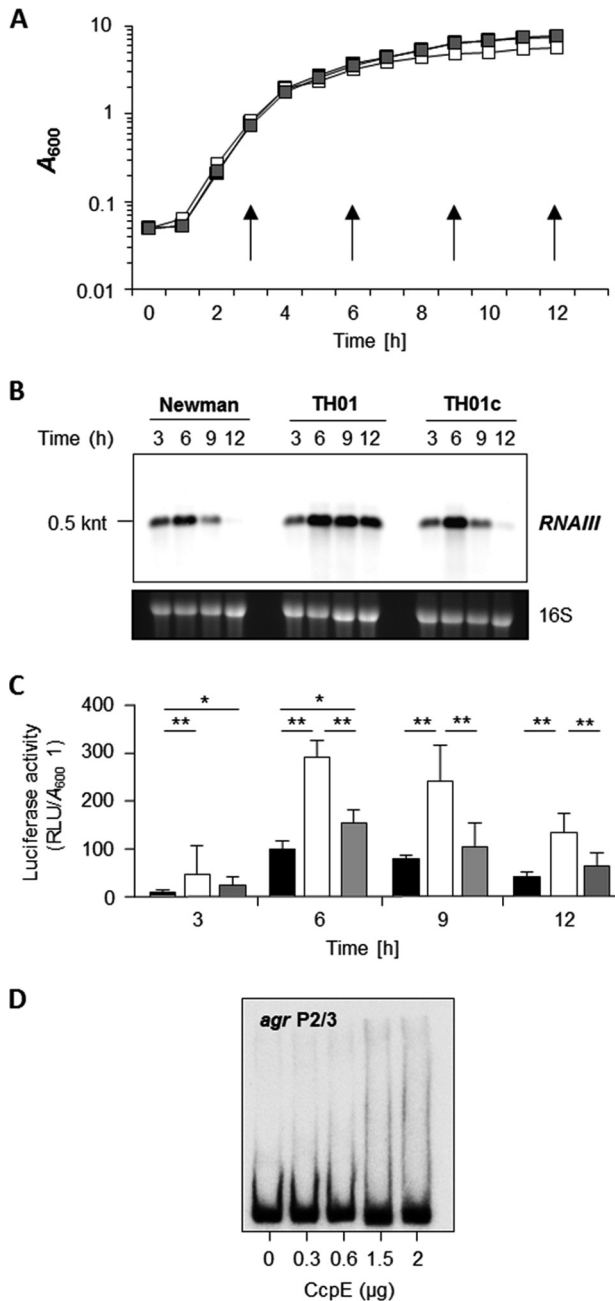 A
10
1
0.1
0.01
A600
0 2 4 6 8 10 12
Time [h]
B
Newman TH01 TH01c
Time (h) 3 6 9 12 3 6 9 12 3 6 9 12
0.5 knt
RNAIII
16S
C
400
300
200
100
0
Luciferase activity
(RLU/A600 1)
* ** * ** ** ** ** ** **
3 6 9 12
Time [h]
D
agr P2/3
0 0.3 0.6 1.5 2
CcpE (µg)